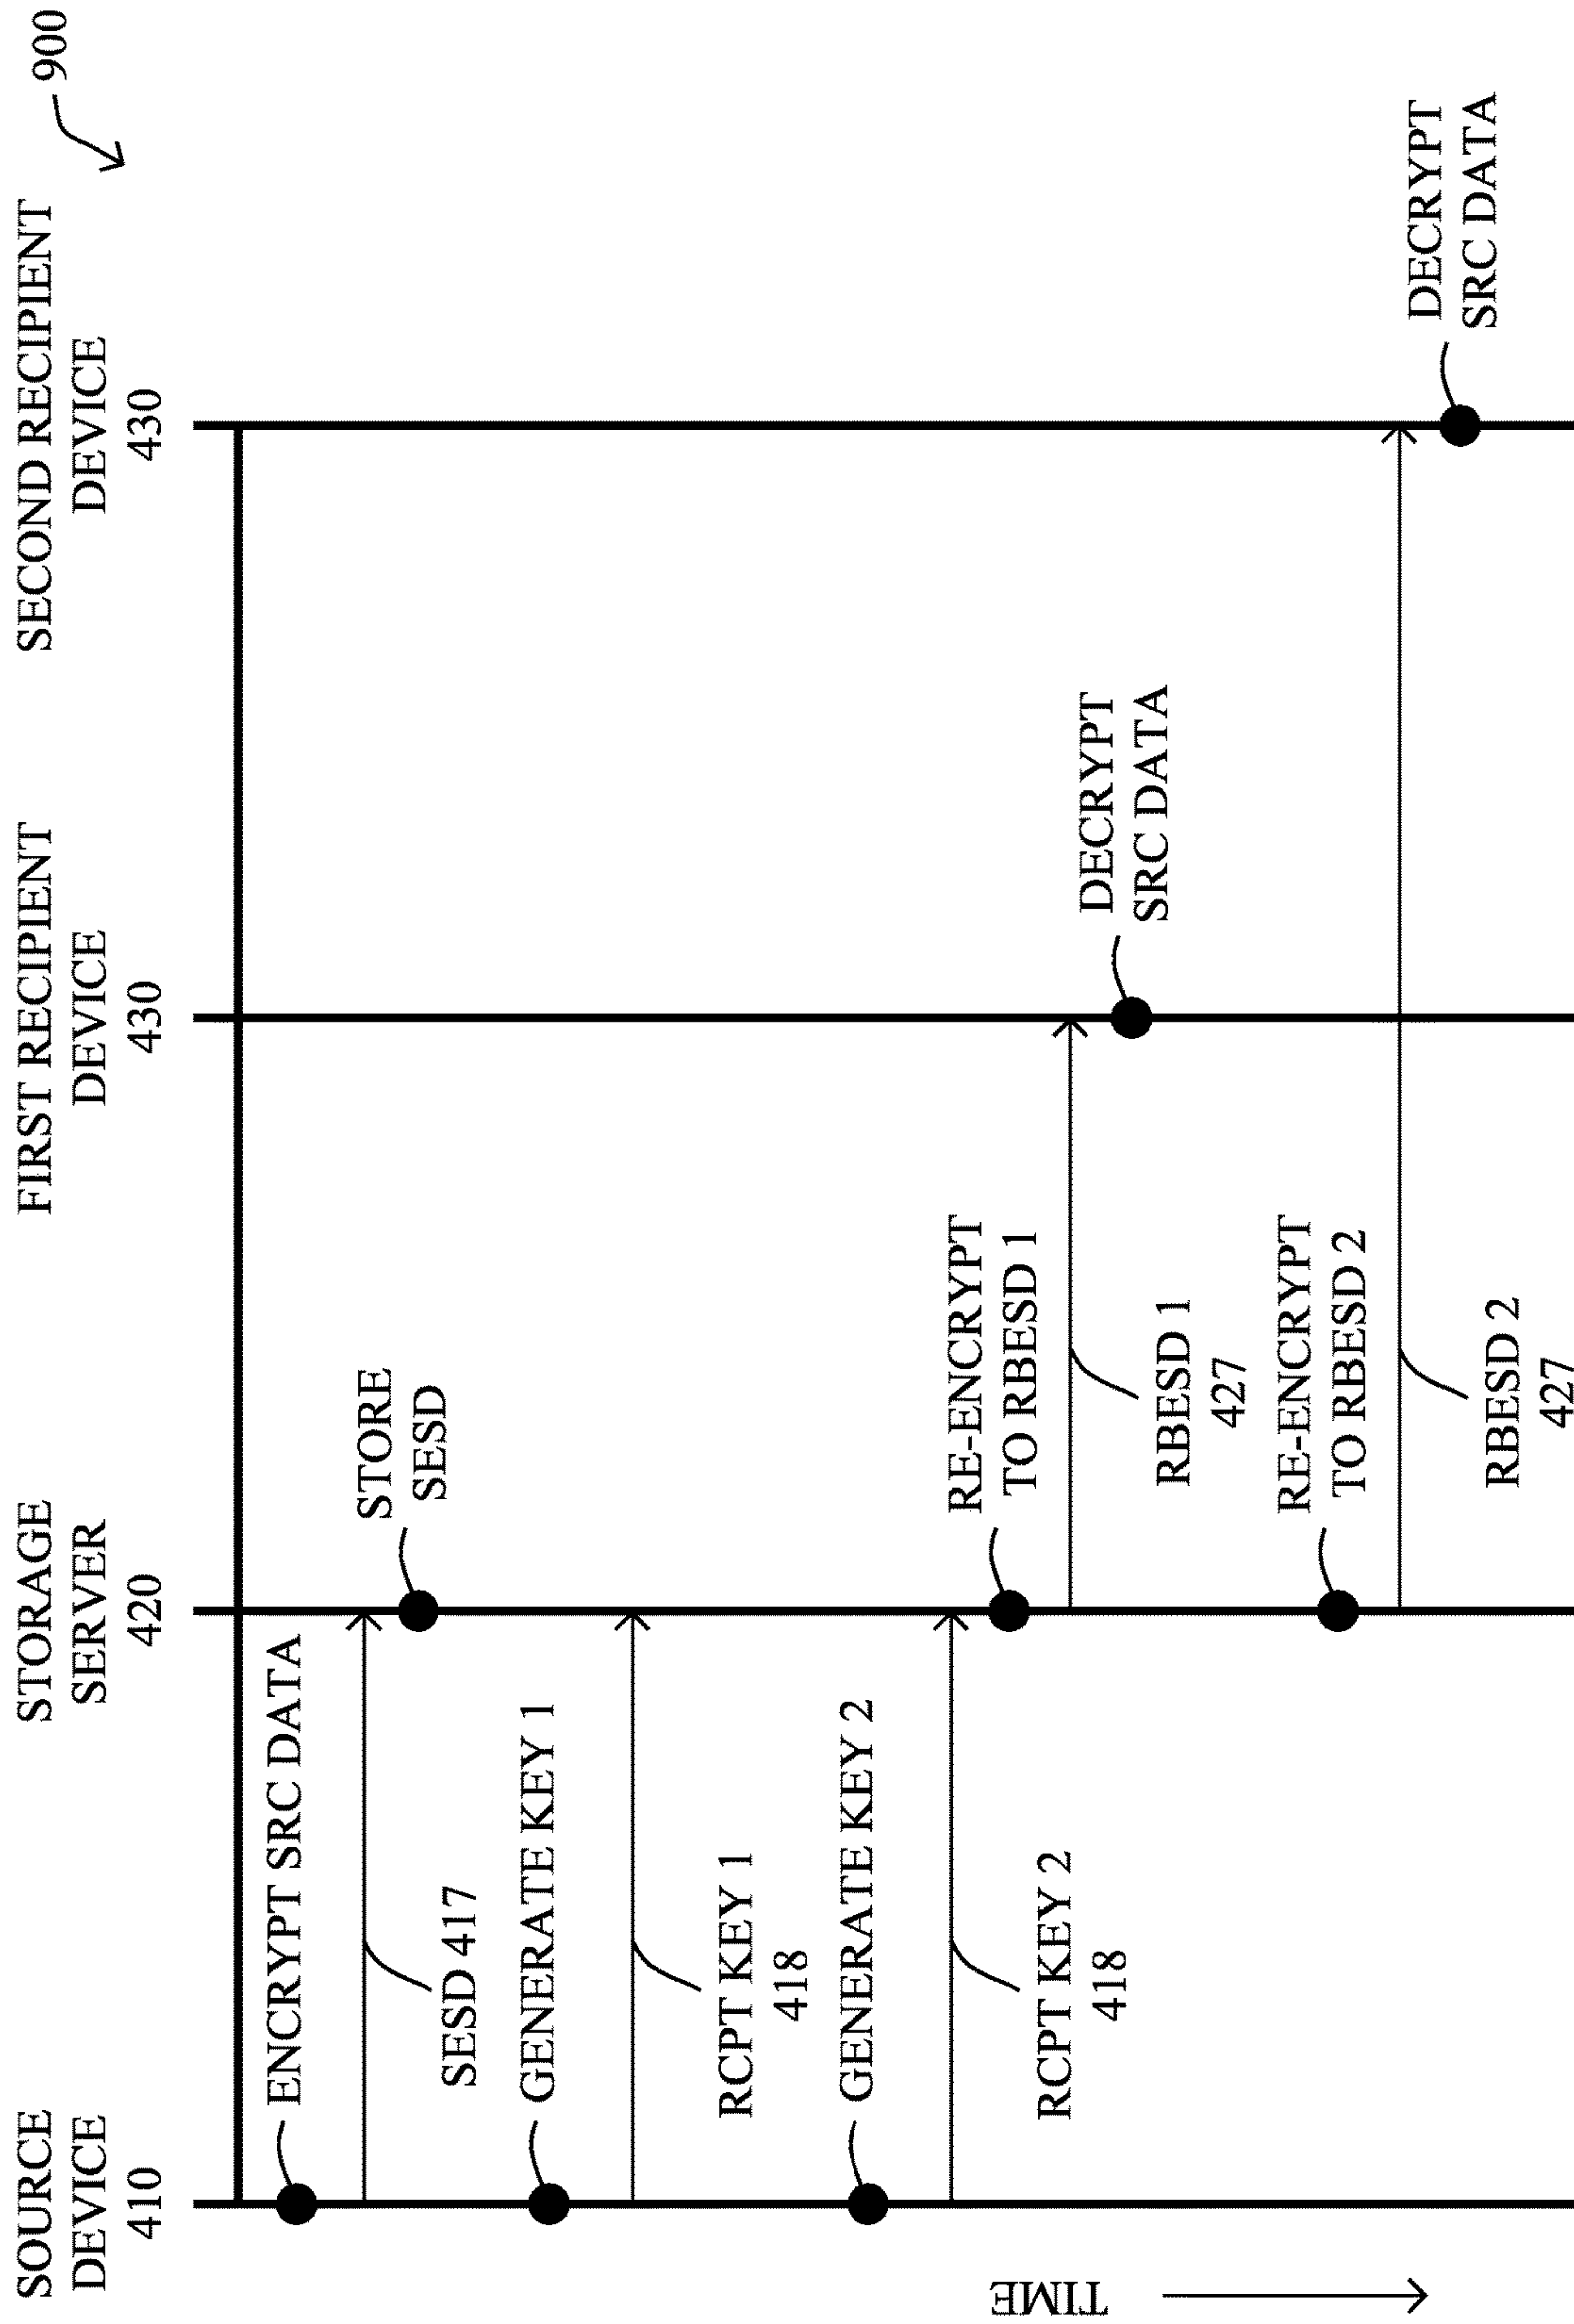 900
SOURCE
DEVICE
410
STORAGE
SERVER
420
FIRST RECIPIENT
DEVICE
430
SECOND RECIPIENT
DEVICE
430
ENCRYPT SRC DATA
SESD 417
STORE
SESD
GENERATE KEY 1
RCPT KEY 1
418
GENERATE KEY 2
RCPT KEY 2
418
RE-ENCRYPT
TO RBESD 1
RBESD 1
427
DECRYPT
SRC DATA
RE-ENCRYPT
TO RBESD 2
RBESD 2
427
DECRYPT
SRC DATA
TIME